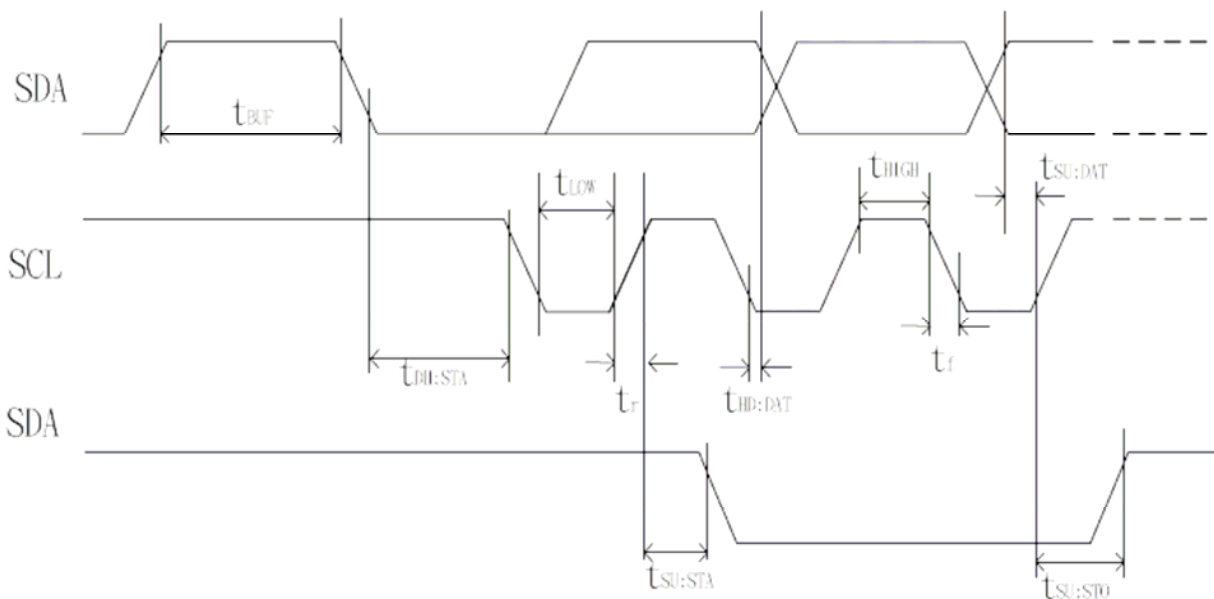 SDA
tBUF
tLOW
tHIGH
tSU:DAT
SCL
tDH:STA
tr
tHD:DAT
tf
SDA
tSU:STA
tSU:STO